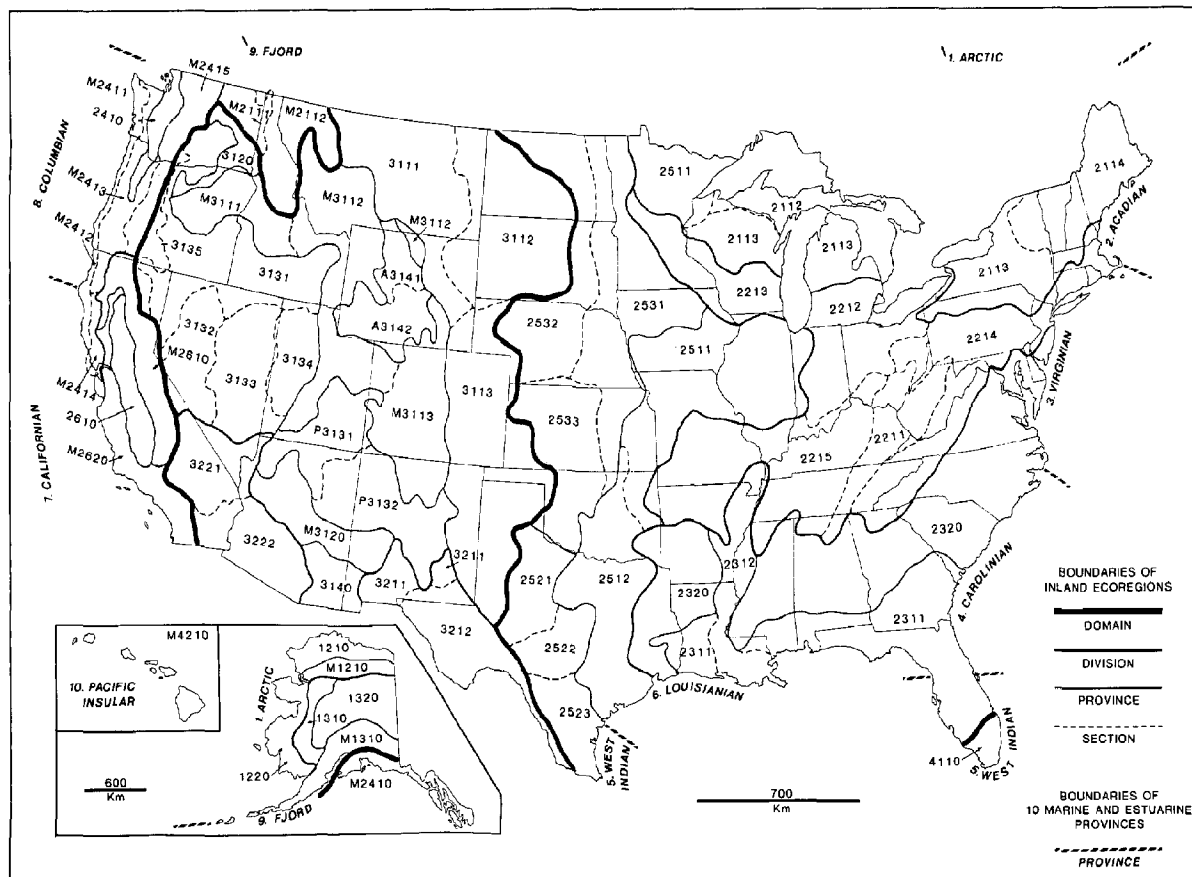 9. FJORD
1. ARCTIC
M2415
M2411
2410
M2111
M2112
8. COLUMBIAN
3120
3111
2511
2114
M2413
M3111
M3112
M3112
2112
2. ACADIAN
M2412
3135
3131
3112
2113
2113
2113
A3141
2213
2212
3132
A3142
2532
2531
2214
M2610
3134
2511
3. VIRGINIAN
3133
3113
M2414
M3113
2533
2211
2610
P3131
2215
M2620
7. CALIFORNIAN
3221
P3132
3222
M3120
3211
2320
3140
3211
2521
2512
2312
4. CAROLINIAN
2320
3212
2311
2522
2311
6. LOUISIANIAN
2523
5. WEST
INDIAN
4110
5. WEST
INDIAN
M4210
10. PACIFIC
INSULAR
1210
M1210
1. ARCTIC
1320
1310
M1310
1220
M2410
9. FJORD
600
Km
700
Km
BOUNDARIES OF
INLAND ECOREGIONS
DOMAIN
DIVISION
PROVINCE
SECTION
BOUNDARIES OF
10 MARINE AND ESTUARINE
PROVINCES
PROVINCE